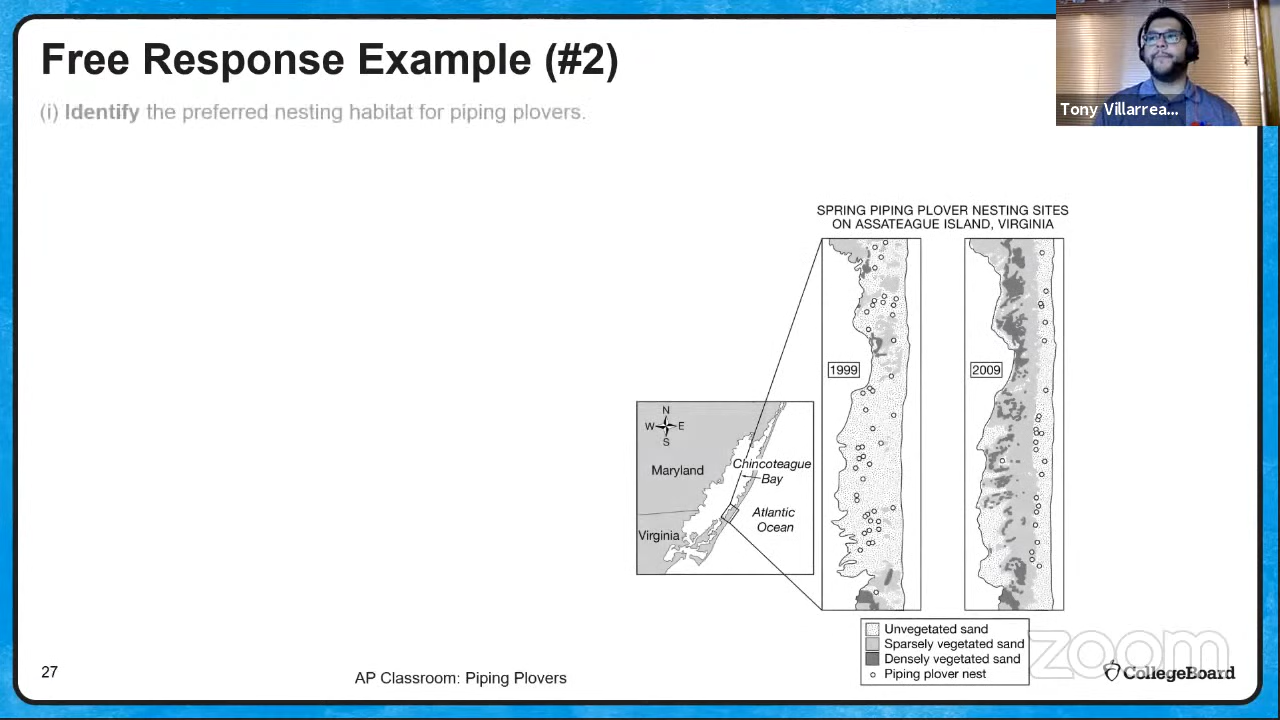 Free Response Example (#2)
(i) Identify the preferred nesting habitat for piping plovers.
Tony Villarrea...
SPRING PIPING PLOVER NESTING SITES
ON ASSATEAGUE ISLAND, VIRGINIA
1999
2009
N
W E
S
Maryland
Chincoteague
Bay
Atlantic
Ocean
Virginia
Unvegetated sand
Sparsely vegetated sand
Densely vegetated sand
Piping plover nest
zoom
CollegeBoard
27
AP Classroom: Piping Plovers